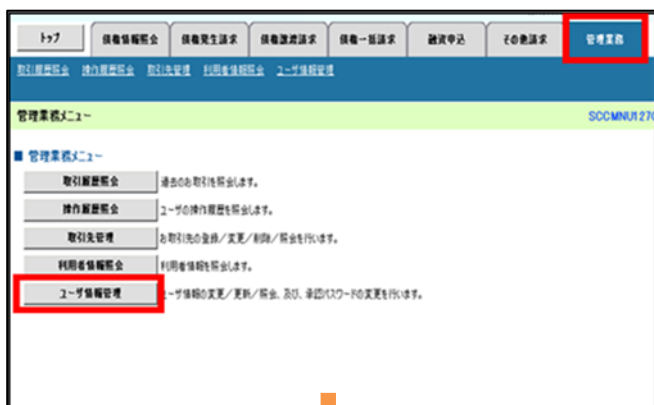 トップ 債権情報照会 債権発生請求 債権譲渡請求 債権一括請求 融資申込 その他請求 管理業務
取引履歴照会 操作履歴照会 取引先管理 利用者情報照会 ユーザ情報管理
管理業務メニュー SCCMNU1270
■ 管理業務メニュー
取引履歴照会 過去のお取引を照会します。
操作履歴照会 ユーザの操作履歴を照会します。
取引先管理 お取引先の登録/変更/削除/照会を行います。
利用者情報照会 利用者情報を照会します。
ユーザ情報管理 ユーザ情報の変更/更新/照会、及び、承認パスワードの変更を行います。